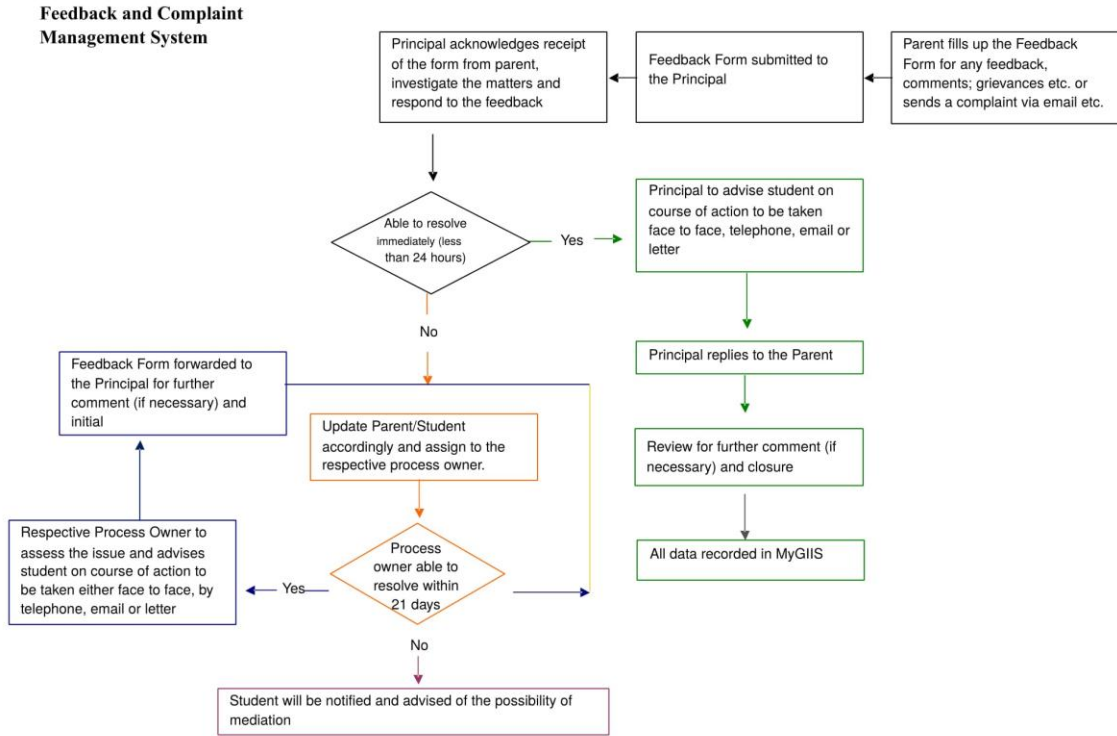 Feedback and Complaint
Management System
Parent fills up the Feedback
Form for any feedback,
comments; grievances etc. or
sends a complaint via email etc.
Feedback Form submitted to
the Principal
Principal acknowledges receipt
of the form from parent,
investigate the matters and
respond to the feedback
Able to resolve
immediately (less
than 24 hours)
Yes
Principal to advise student on
course of action to be taken
face to face, telephone, email or
letter
Principal replies to the Parent
Review for further comment (if
necessary) and closure
All data recorded in MyGIIS
No
Update Parent/Student
accordingly and assign to the
respective process owner.
Process
owner able to
resolve within
21 days
Yes
Respective Process Owner to
assess the issue and advises
student on course of action to
be taken either face to face, by
telephone, email or letter
Feedback Form forwarded to
the Principal for further
comment (if necessary) and
initial
No
Student will be notified and advised of the possibility of
mediation